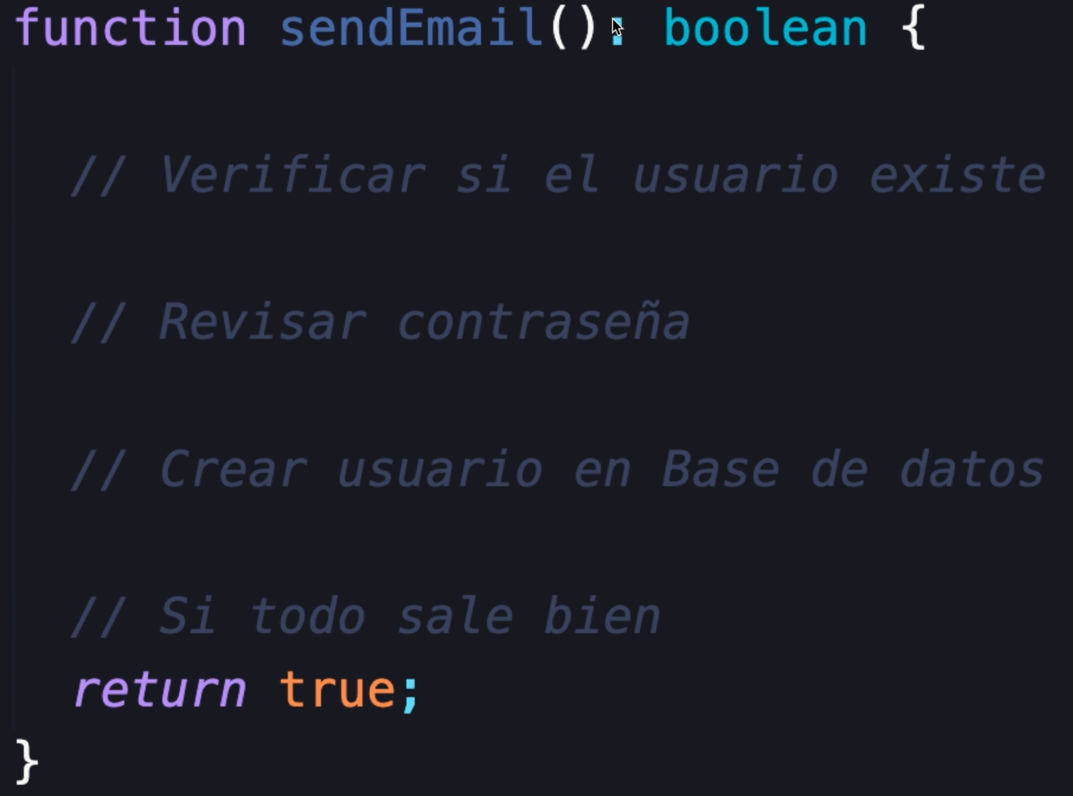 function sendEmail(): boolean {
// Verificar si el usuario existe
// Revisar contraseña
// Crear usuario en Base de datos
// Si todo sale bien
return true;
}